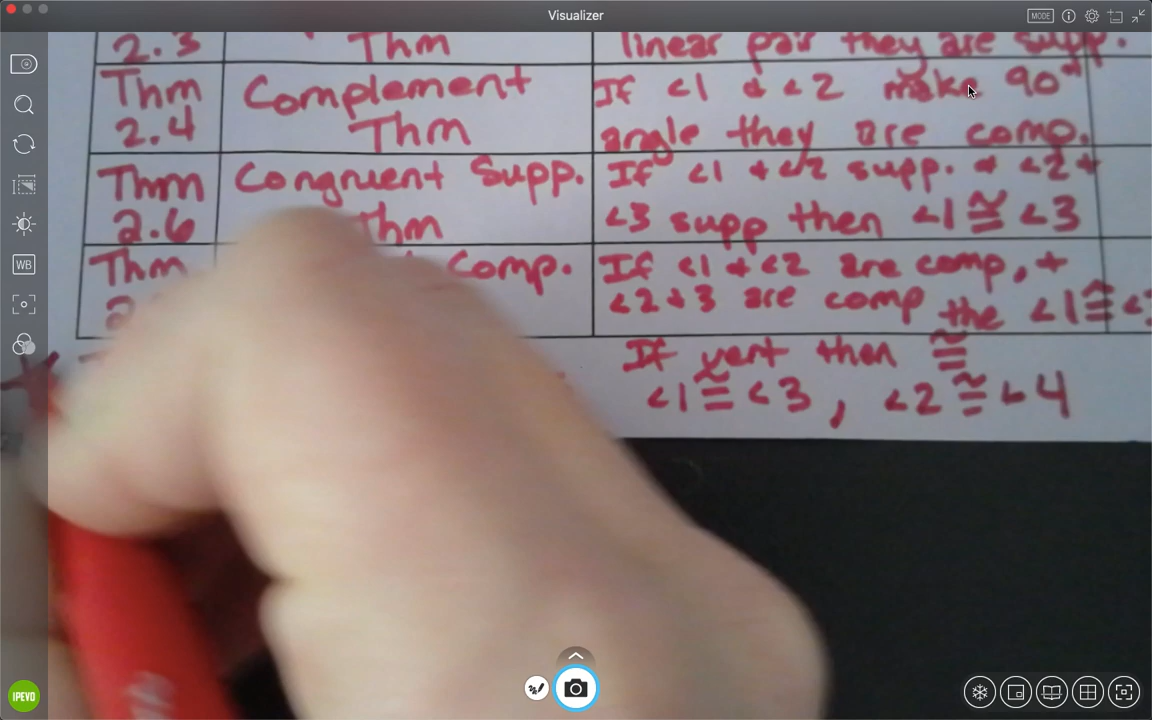 Visualizer
MODE
2.3 Thm linear pair they are supp.
Thm Complement If <1 & <2 make 90°
2.4 Thm angle they are comp.
Thm Congruent Supp. If <1 + <2 supp. & <2 +
2.6 Thm <3 supp then <1 ≅ <3
Thm Comp. If <1 + <2 are comp, +
<2 + 3 are comp the <1 ≅
If vert then ≅
<1 ≅ <3, <2 ≅ <4
WB
IPEVO